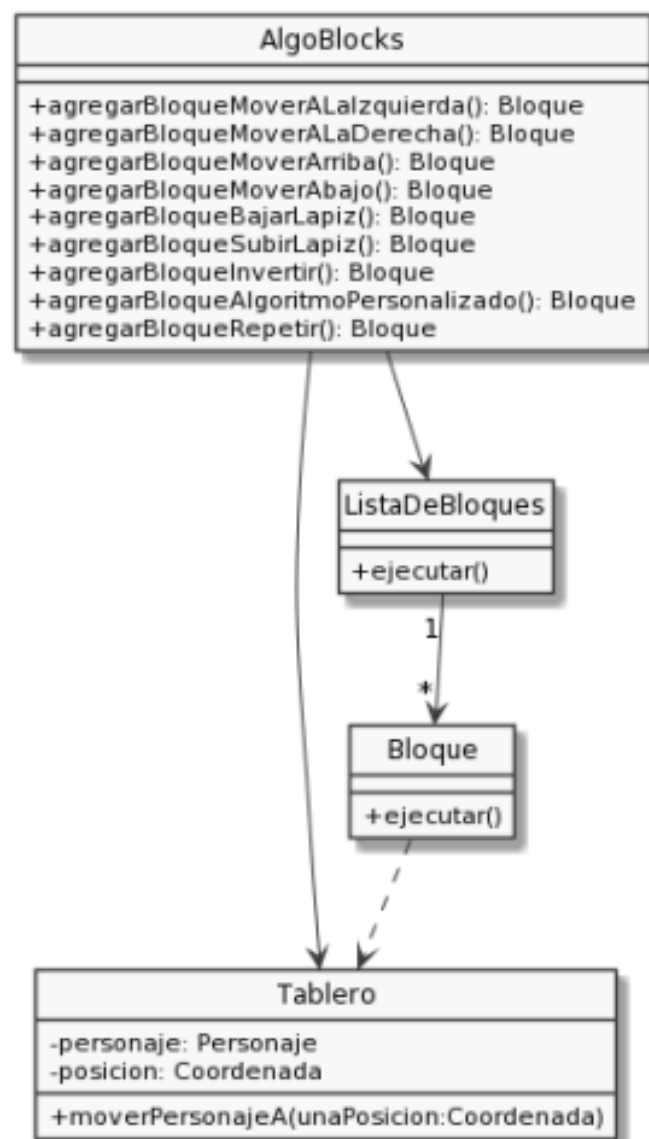 AlgoBlocks
+agregarBloqueMoverALaIzquierda(): Bloque
+agregarBloqueMoverALaDerecha(): Bloque
+agregarBloqueMoverArriba(): Bloque
+agregarBloqueMoverAbajo(): Bloque
+agregarBloqueBajarLapiz(): Bloque
+agregarBloqueSubirLapiz(): Bloque
+agregarBloqueInvertir(): Bloque
+agregarBloqueAlgoritmoPersonalizado(): Bloque
+agregarBloqueRepetir(): Bloque
ListaDeBloques
+ejecutar()
1
*
Bloque
+ejecutar()
Tablero
-personaje: Personaje
-posicion: Coordenada
+moverPersonajeA(unaPosicion:Coordenada)